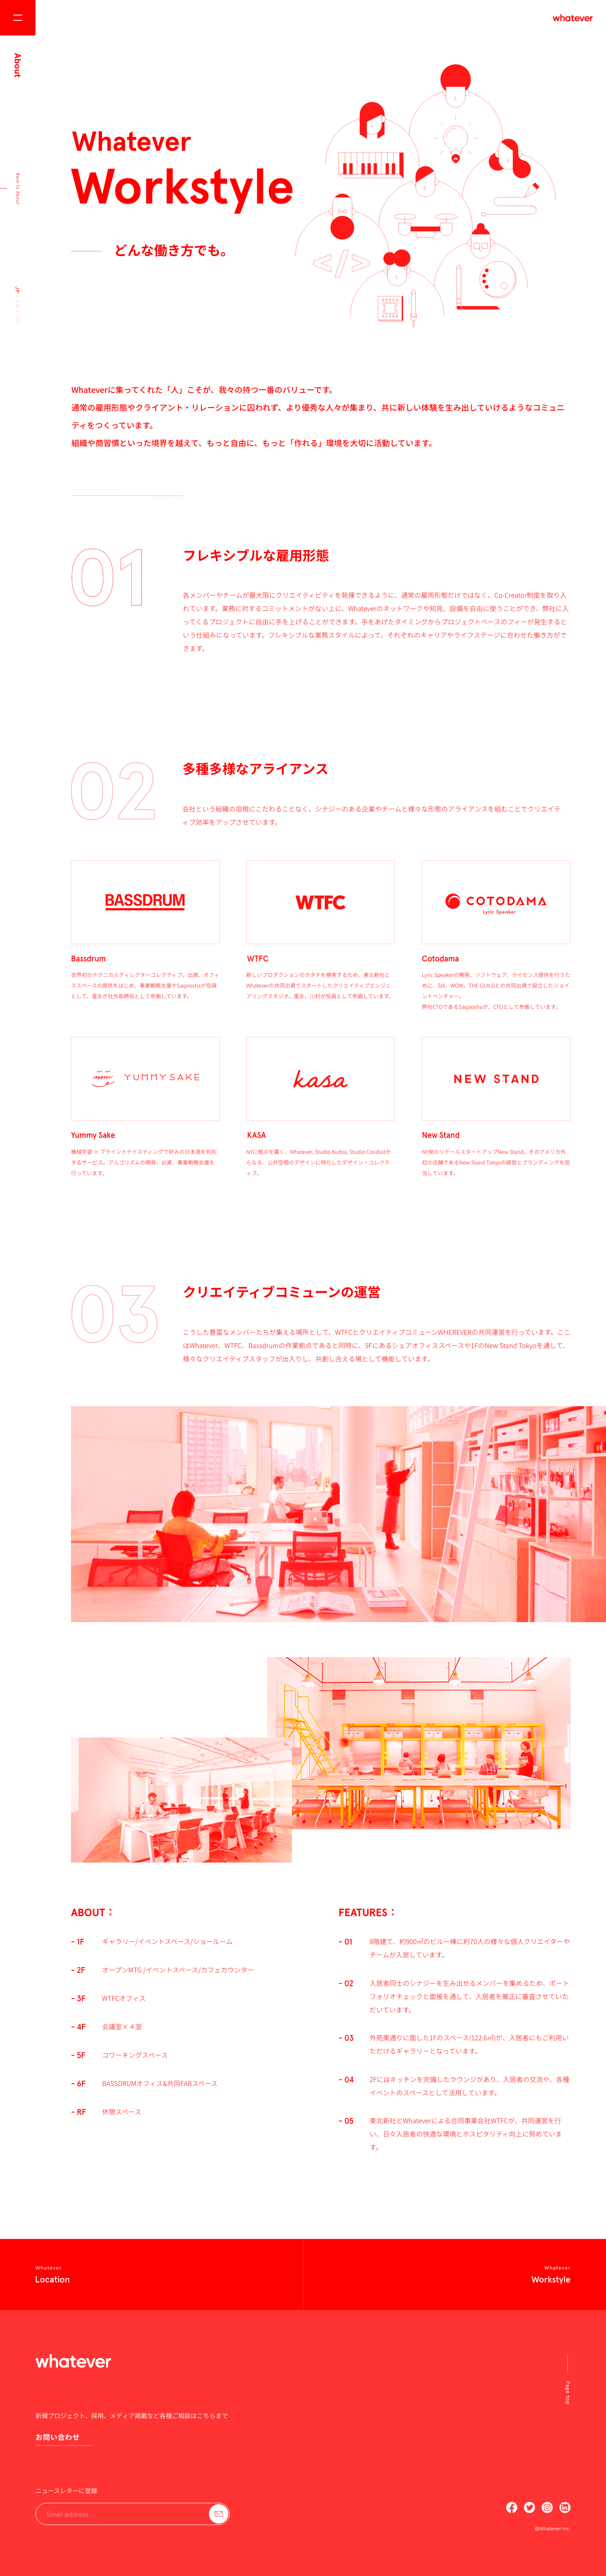 whatever
About
Back to About
JP
Whatever
Workstyle
どんな働き方でも。
Whateverに集ってくれた「人」こそが、我々の持つ一番のバリューです。
通常の雇用形態やクライアント・リレーションに囚われず、より優秀な人々が集まり、共に新しい体験を生み出していけるようなコミュニ
ティをつくっています。
組織や商習慣といった境界を越えて、もっと自由に、もっと「作れる」環境を大切に活動しています。
01
フレキシブルな雇用形態
各メンバーやチームが最大限にクリエイティビティを発揮できるように、通常の雇用形態だけではなく、Co-Creator制度を取り入
れています。業務に対するコミットメントがない上に、Whateverのネットワークや知見、設備を自由に使うことができ、弊社に入
ってくるプロジェクトに自由に手を上げることができます。手をあげたタイミングからプロジェクトベースのフィーが発生すると
いう仕組みになっています。フレキシブルな業務スタイルによって、それぞれのキャリアやライフステージに合わせた働き方がで
きます。
02
多種多様なアライアンス
会社という組織の垣根にこだわることなく、シナジーのある企業やチームと様々な形態のアライアンスを組むことでクリエイテ
ィブ効率をアップさせています。
BASSDRUM
WTFC
COTODAMA
Lyric Speaker
Bassdrum
世界初のテクニカルディレクターコレクティブ。出資、オフィ
ススペースの提供をはじめ、事業戦略支援やSaqooshaが役員
として、富永が社外取締役として参画しています。
WTFC
新しいプロダクションのカタチを模索するため、東北新社と
Whateverの共同出資でスタートしたクリエイティブエンジニ
アリングスタジオ。富永、川村が役員として参画しています。
Cotodama
Lyric Speakerの開発、ソフトウェア、ライセンス提供を行うた
めに、SIX、WOW、THE GUILDとの共同出資で設立したジョイ
ントベンチャー。
弊社CTOであるSaqooshaが、CTOとして参画しています。
YUMMY SAKE
kasa
NEW STAND
Yummy Sake
機械学習 × ブラインドテイスティングで好みの日本酒を判別
するサービス。アルゴリズムの開発、出資、事業戦略支援を
行っています。
KASA
NYに拠点を置く、Whatever, Studio Kudos, Studio Conduitか
らなる、公共空間のデザインに特化したデザイン・コレクテ
ィブ。
New Stand
NY発のリテールスタートアップNew Stand。そのアメリカ外
初の店舗であるNew Stand Tokyoの経営とブランディングを担
当しています。
03
クリエイティブコミューンの運営
こうした豊富なメンバーたちが集える場所として、WTFCとクリエイティブコミューンWHEREVERの共同運営を行っています。ここ
はWhatever、WTFC、Bassdrumの作業拠点であると同時に、5Fにあるシェアオフィススペースや1FのNew Stand Tokyoを通して、
様々なクリエイティブスタッフが出入りし、共創し合える場として機能しています。
ABOUT：
- 1F ギャラリー/イベントスペース/ショールーム
- 2F オープンMTG /イベントスペース/カフェカウンター
- 3F WTFCオフィス
- 4F 会議室×４室
- 5F コワーキングスペース
- 6F BASSDRUMオフィス&共同FABスペース
- RF 休憩スペース
FEATURES：
- 01 8階建て、約900㎡のビル一棟に約70人の様々な個人クリエイターや
チームが入居しています。
- 02 入居者同士のシナジーを生み出せるメンバーを集めるため、ポート
フォリオチェックと面接を通して、入居者を厳正に審査させていた
だいています。
- 03 外苑東通りに面した1Fのスペース(122.6㎡)が、入居者にもご利用い
ただけるギャラリーとなっています。
- 04 2Fにはキッチンを完備したラウンジがあり、入居者の交流や、各種
イベントのスペースとして活用しています。
- 05 東北新社とWhateverによる合同事業会社WTFCが、共同運営を行
い、日々入居者の快適な環境とホスピタリティ向上に努めていま
す。
Whatever
Location
Whatever
Workstyle
whatever
Page top
新規プロジェクト、採用、メディア掲載など各種ご相談はこちらまで
お問い合わせ
ニュースレターに登録
Email address
©Whatever Inc.